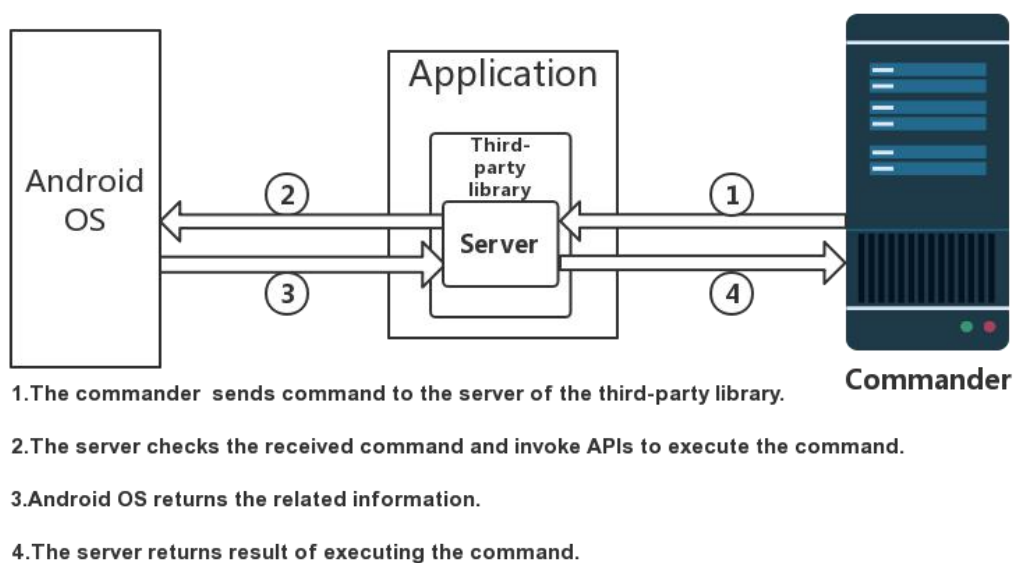 Android
OS
Application
Third-
party
library
Server
2
3
1
4
Commander
1.The commander  sends command to the server of the third-party library.
2.The server checks the received command and invoke APIs to execute the command.
3.Android OS returns the related information.
4.The server returns result of executing the command.